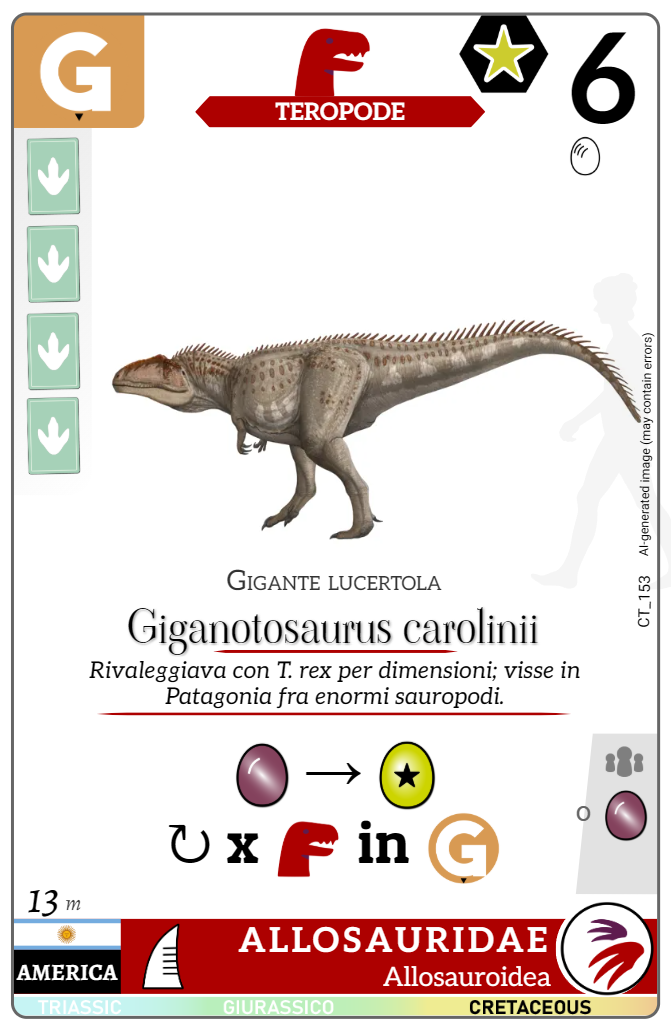 G
TEROPODE
6
GIGANTE LUCERTOLA
Giganotosaurus carolinii
Rivaleggiava con T. rex per dimensioni; visse in
Patagonia fra enormi sauropodi.
CT_153 AI-generated image (may contain errors)
→
↻ x in G
O
13 m
AMERICA
ALLOSAURIDAE
Allosauroidea
TRIASSIC GIURASSICO CRETACEOUS